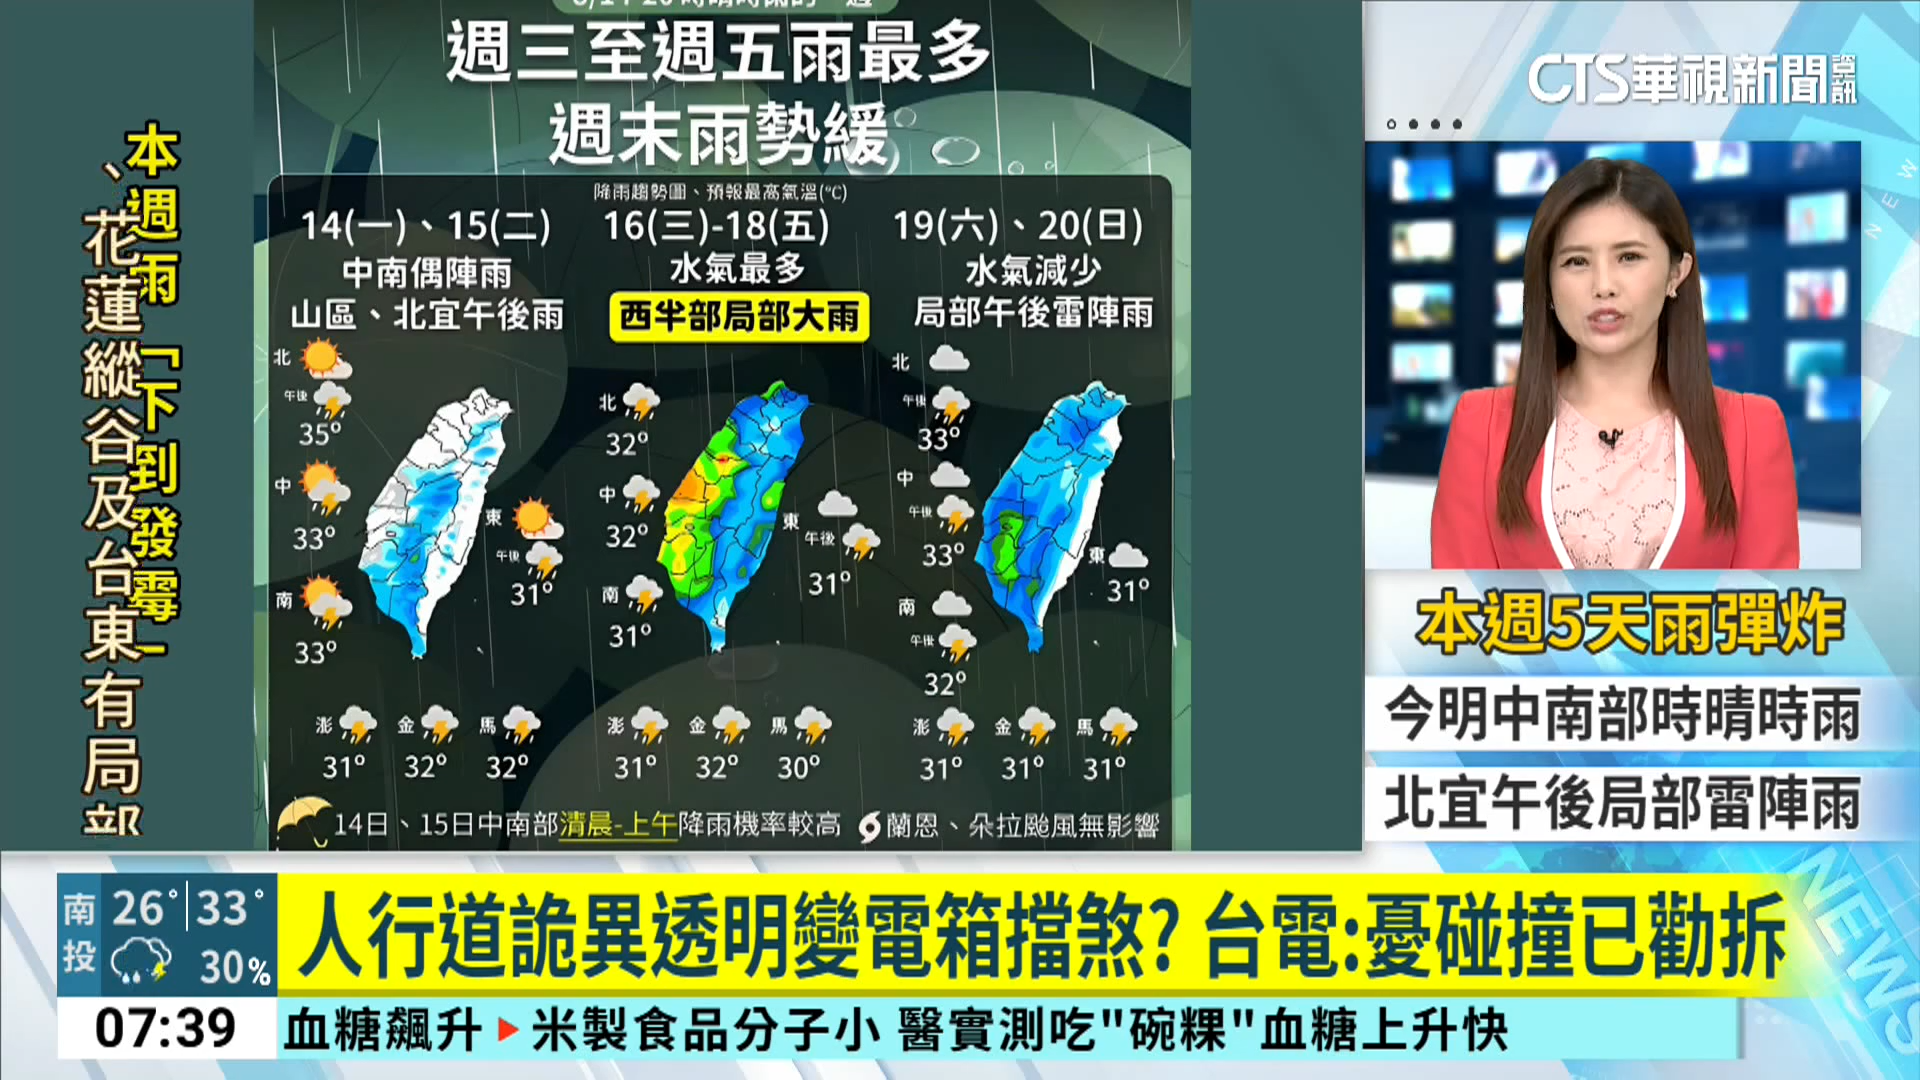 週三至週五雨最多
週末雨勢緩
降雨趨勢圖、預報最高氣溫(℃)
14(一)、15(二)
中南偶陣雨
山區、北宜午後雨
北
午後
35°
中
33°
南
33°
東
午後
31°
澎
31°
金
32°
馬
32°
16(三)-18(五)
水氣最多
西半部局部大雨
北
32°
中
32°
南
31°
東
午後
31°
澎
31°
金
32°
馬
30°
19(六)、20(日)
水氣減少
局部午後雷陣雨
北
午後
33°
中
午後
33°
南
午後
32°
東
31°
澎
31°
金
31°
馬
31°
14日、15日中南部清晨-上午降雨機率較高
蘭恩、朵拉颱風無影響
本週雨「下到發霉」
、花蓮縱谷及台東有局部
CTS華視新聞資訊
NEWS
本週5天雨彈炸
今明中南部時晴時雨
北宜午後局部雷陣雨
南投
26° 33°
30%
人行道詭異透明變電箱擋煞? 台電:憂碰撞已勸拆
07:39
血糖飆升▶米製食品分子小 醫實測吃"碗粿"血糖上升快
NEWS